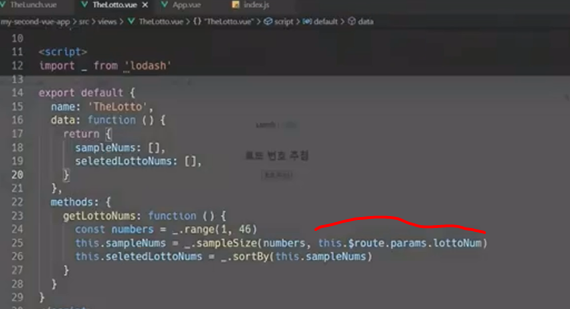 TheLunch.vue TheLotto.vue × App.vue index.js
my-second-vue-app > src > views > TheLotto.vue > {} "TheLotto.vue" > script > default > data
10
11 <script>
12 import _ from 'lodash'
13
14 export default {
15 name: 'TheLotto',
16 data: function () {
17 return {
18 sampleNums: [],
19 seletedLottoNums: [],
20 }
21 },
22 methods: {
23 getLottoNums: function () {
24 const numbers = _.range(1, 46)
25 this.sampleNums = _.sampleSize(numbers, this.$route.params.lottoNum)
26 this.seletedLottoNums = _.sortBy(this.sampleNums)
27 }
28 }
29 }
로또 번호 추첨